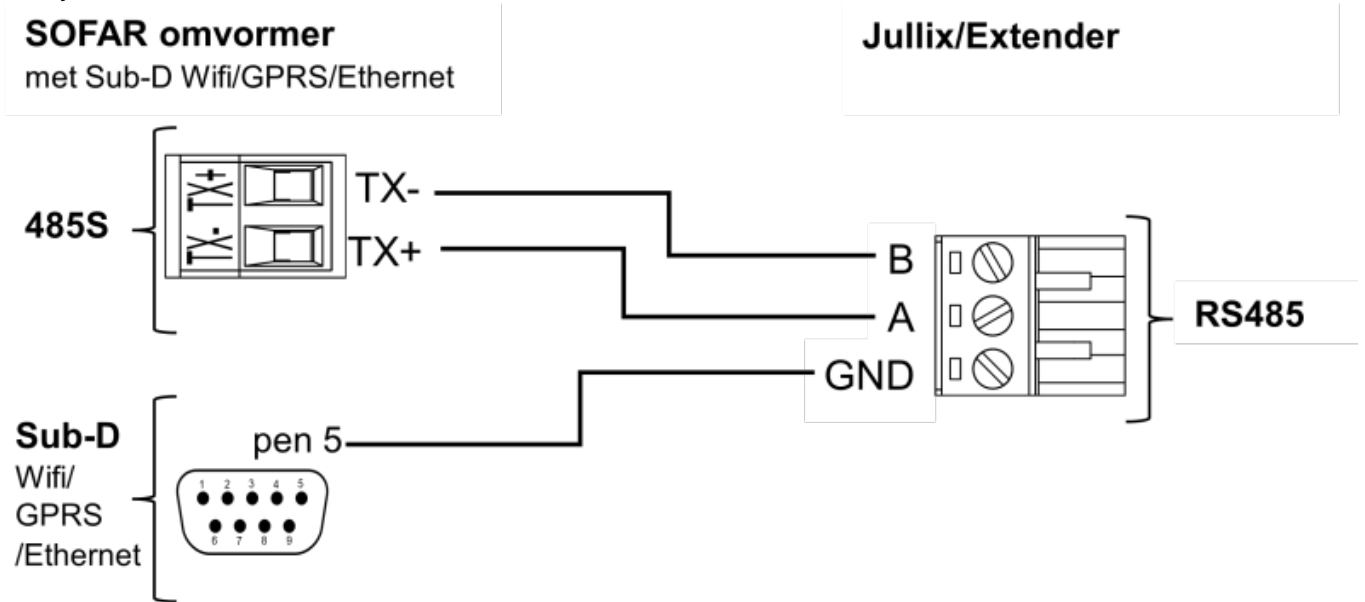 SOFAR omvormer
met Sub-D Wifi/GPRS/Ethernet
Jullix/Extender
485S
TX+
TX-
TX-
TX+
B
A
GND
RS485
Sub-D
Wifi/
GPRS
/Ethernet
pen 5
1 2 3 4 5
6 7 8 9